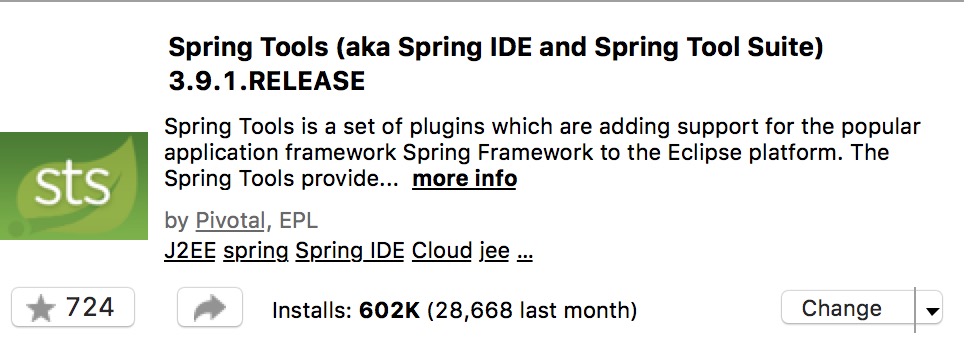 Spring Tools (aka Spring IDE and Spring Tool Suite)
3.9.1.RELEASE
Spring Tools is a set of plugins which are adding support for the popular
application framework Spring Framework to the Eclipse platform. The
Spring Tools provide... more info
sts
by Pivotal, EPL
J2EE spring Spring IDE Cloud jee ...
724
Installs: 602K (28,668 last month)
Change